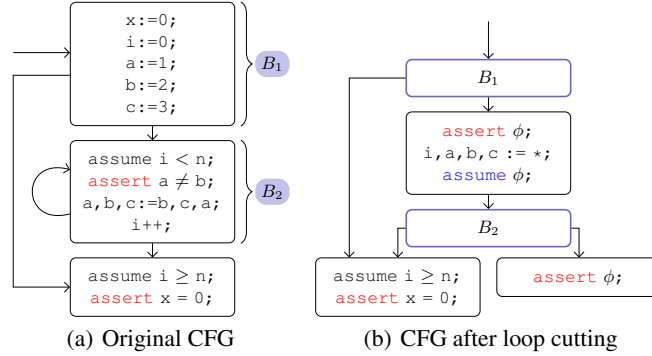 x:=0;
i:=0;
a:=1;
b:=2;
c:=3;
B₁
assume i < n;
assert a ≠ b;
a,b,c:=b,c,a;
i++;
B₂
assume i ≥ n;
assert x = 0;
(a) Original CFG
B₁
assert ϕ;
i,a,b,c := *;
assume ϕ;
B₂
assume i ≥ n;
assert x = 0;
assert ϕ;
(b) CFG after loop cutting